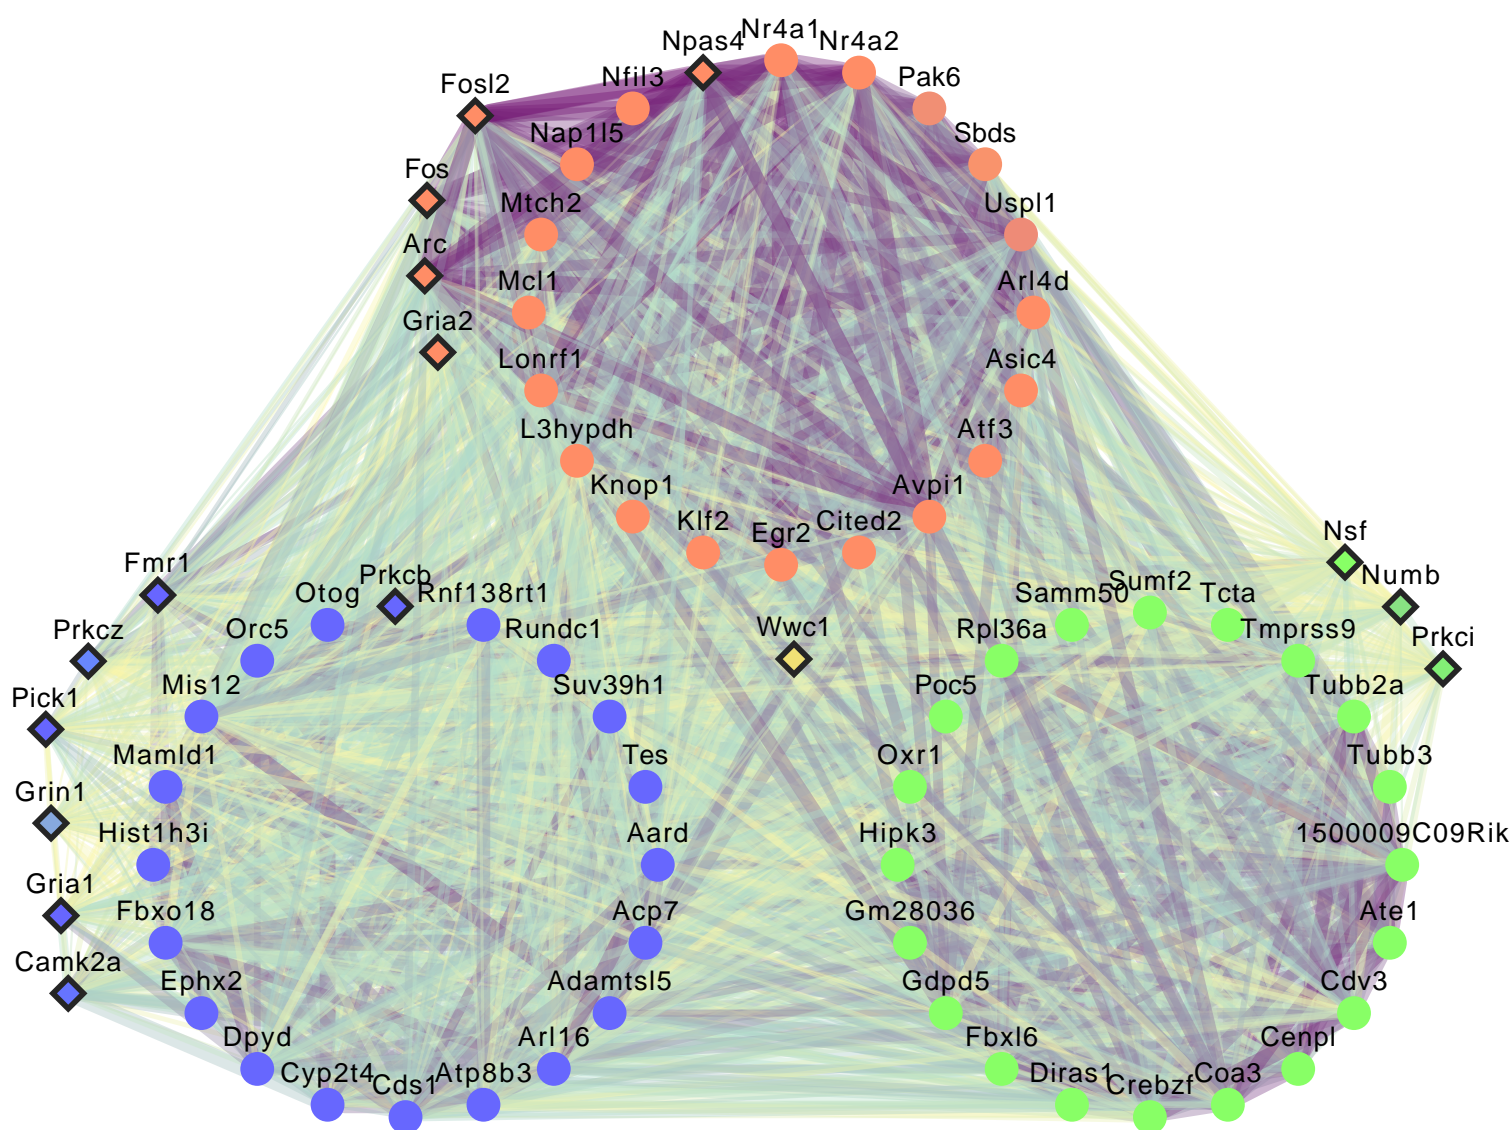 Nr4a1
Npas4
Nr4a2
Nfil3
Pak6
Fosl2
Nap1l5
Sbds
Fos
Mtch2
Uspl1
Arc
Mcl1
Arl4d
Gria2
Lonrf1
Asic4
L3hypdh
Atf3
Knop1
Avpi1
Klf2
Egr2
Cited2
Nsf
Fmr1
Prkcb
Numb
Otog
Rnf138rt1
Samm50
Sumf2
Tcta
Prkcz
Orc5
Rundc1
Wwc1
Rpl36a
Tmprss9
Prkci
Pick1
Mis12
Suv39h1
Poc5
Tubb2a
Mamld1
Tes
Oxr1
Tubb3
Grin1
Hist1h3i
Aard
Hipk3
1500009C09Rik
Gria1
Fbxo18
Acp7
Gm28036
Ate1
Camk2a
Ephx2
Adamtsl5
Gdpd5
Cdv3
Dpyd
Arl16
Fbxl6
Cenpl
Cyp2t4
Cds1
Atp8b3
Diras1
Crebzf
Coa3